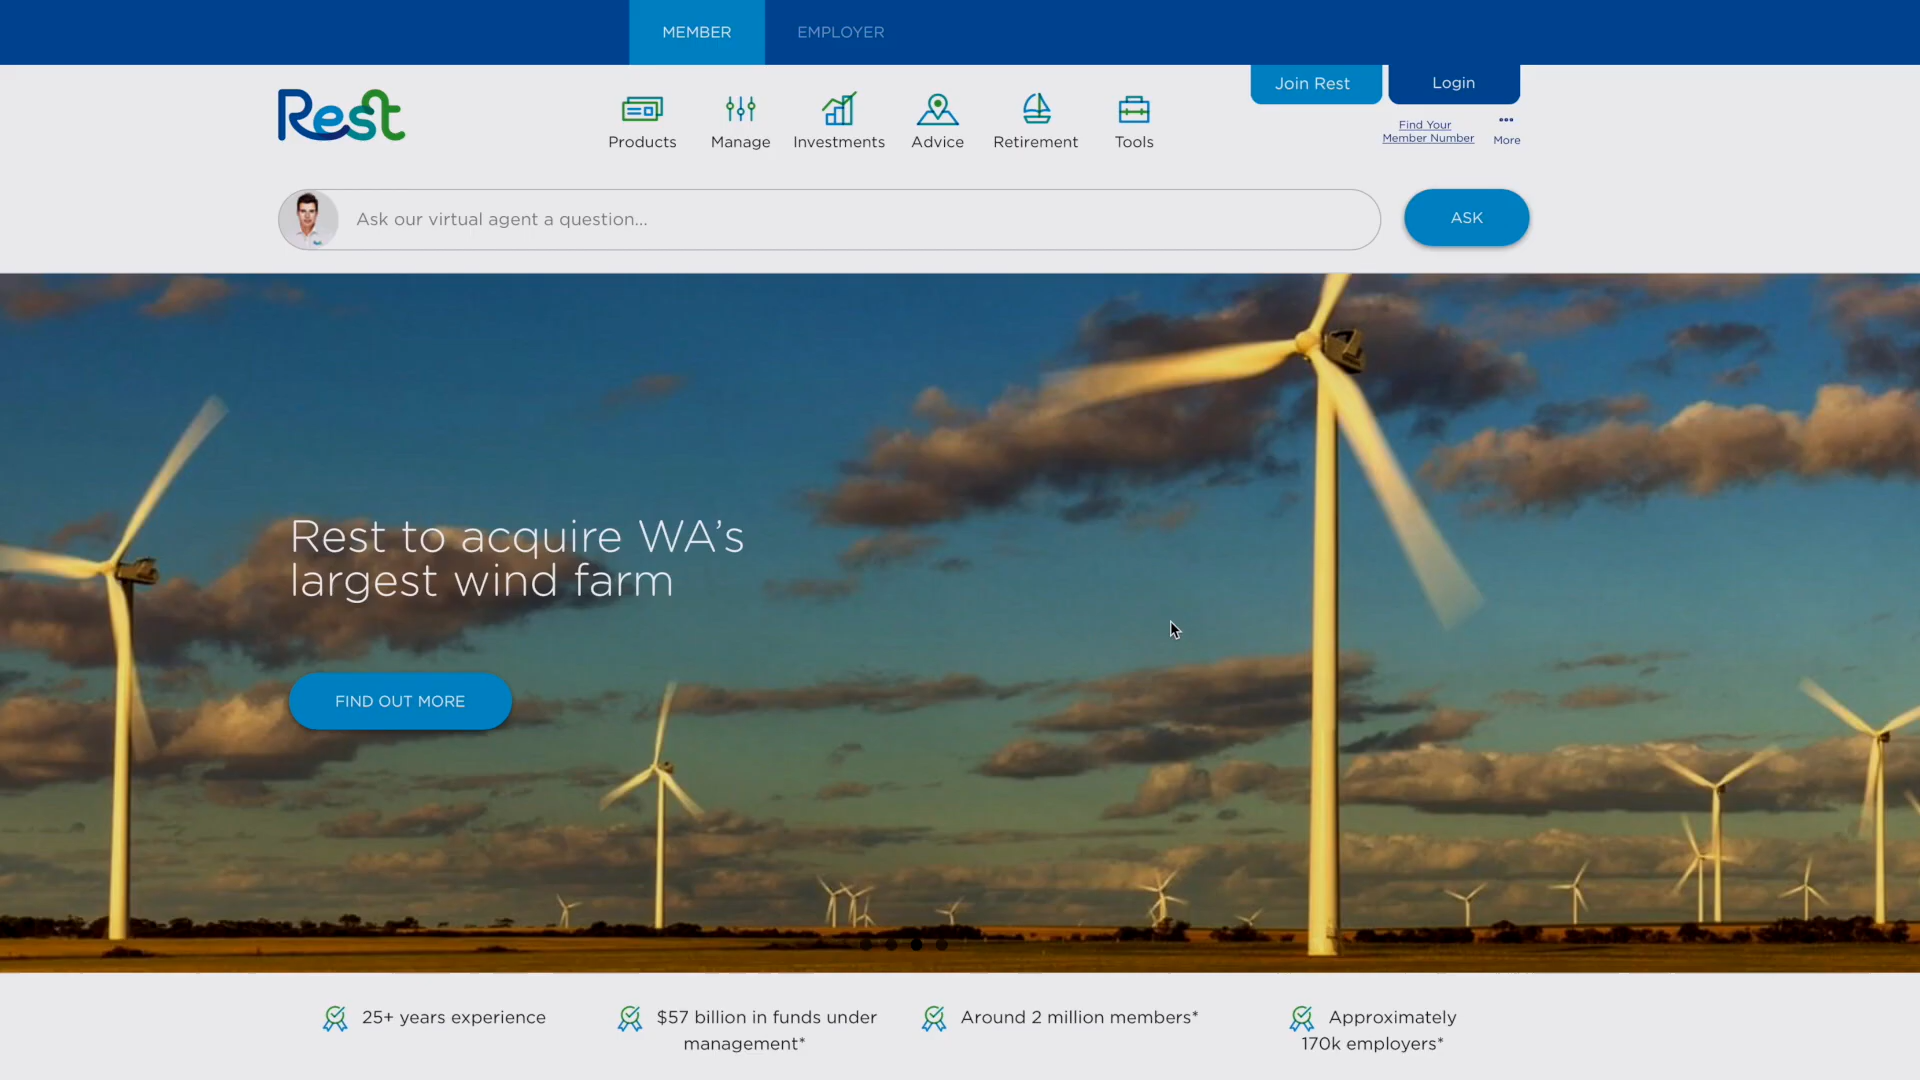 MEMBER
EMPLOYER
Join Rest
Login
Rest
Products
Manage
Investments
Advice
Retirement
Tools
Find Your
Member Number
More
Ask our virtual agent a question...
ASK
Rest to acquire WA’s
largest wind farm
FIND OUT MORE
25+ years experience
$57 billion in funds under
management*
Around 2 million members*
Approximately
170k employers*